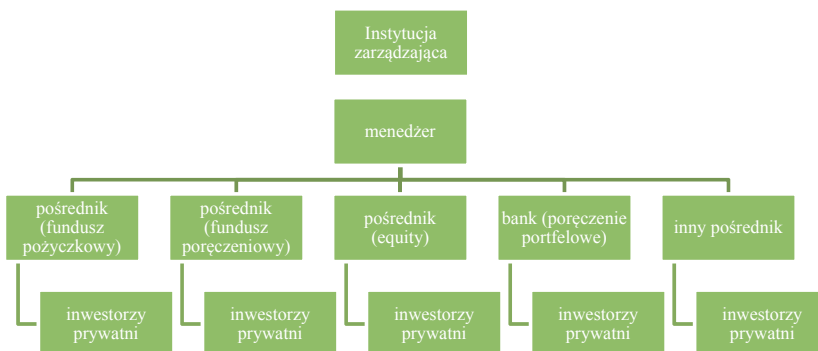 Instytucja
zarządzająca
menedżer
pośrednik
(fundusz
pożyczkowy)
pośrednik
(fundusz
poręczeniowy)
pośrednik
(equity)
bank (poręczenie
portfelowe)
inny pośrednik
inwestorzy
prywatni
inwestorzy
prywatni
inwestorzy
prywatni
inwestorzy
prywatni
inwestorzy
prywatni